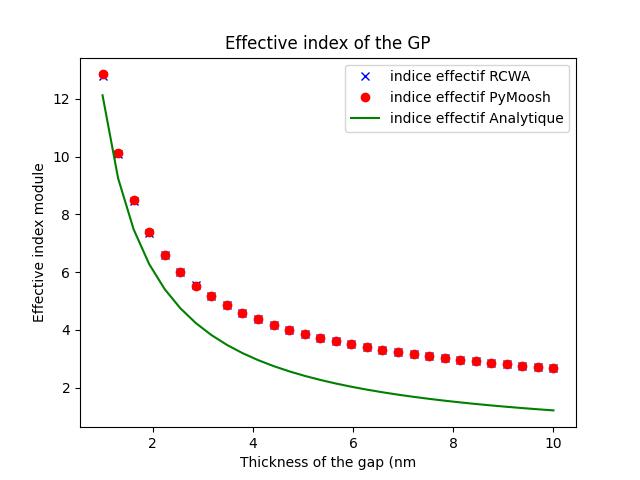 Effective index of the GP
indice effectif RCWA
indice effectif PyMoosh
indice effectif Analytique
Effective index module
12
10
8
6
4
2
2
4
6
8
10
Thickness of the gap (nm